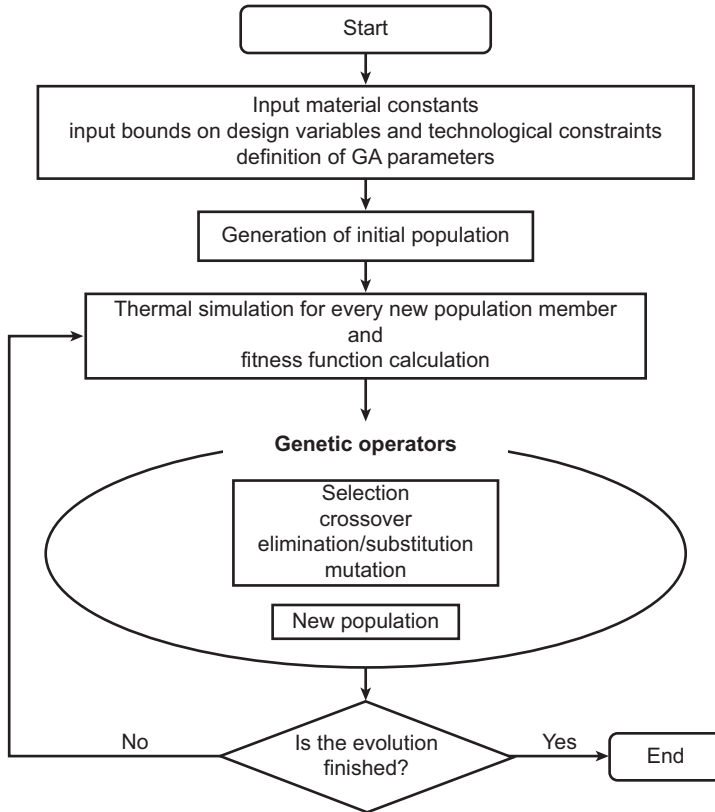 Start
Input material constants
input bounds on design variables and technological constraints
definition of GA parameters
Generation of initial population
Thermal simulation for every new population member
and
fitness function calculation
Genetic operators
Selection
crossover
elimination/substitution
mutation
New population
No
Is the evolution
finished?
Yes
End